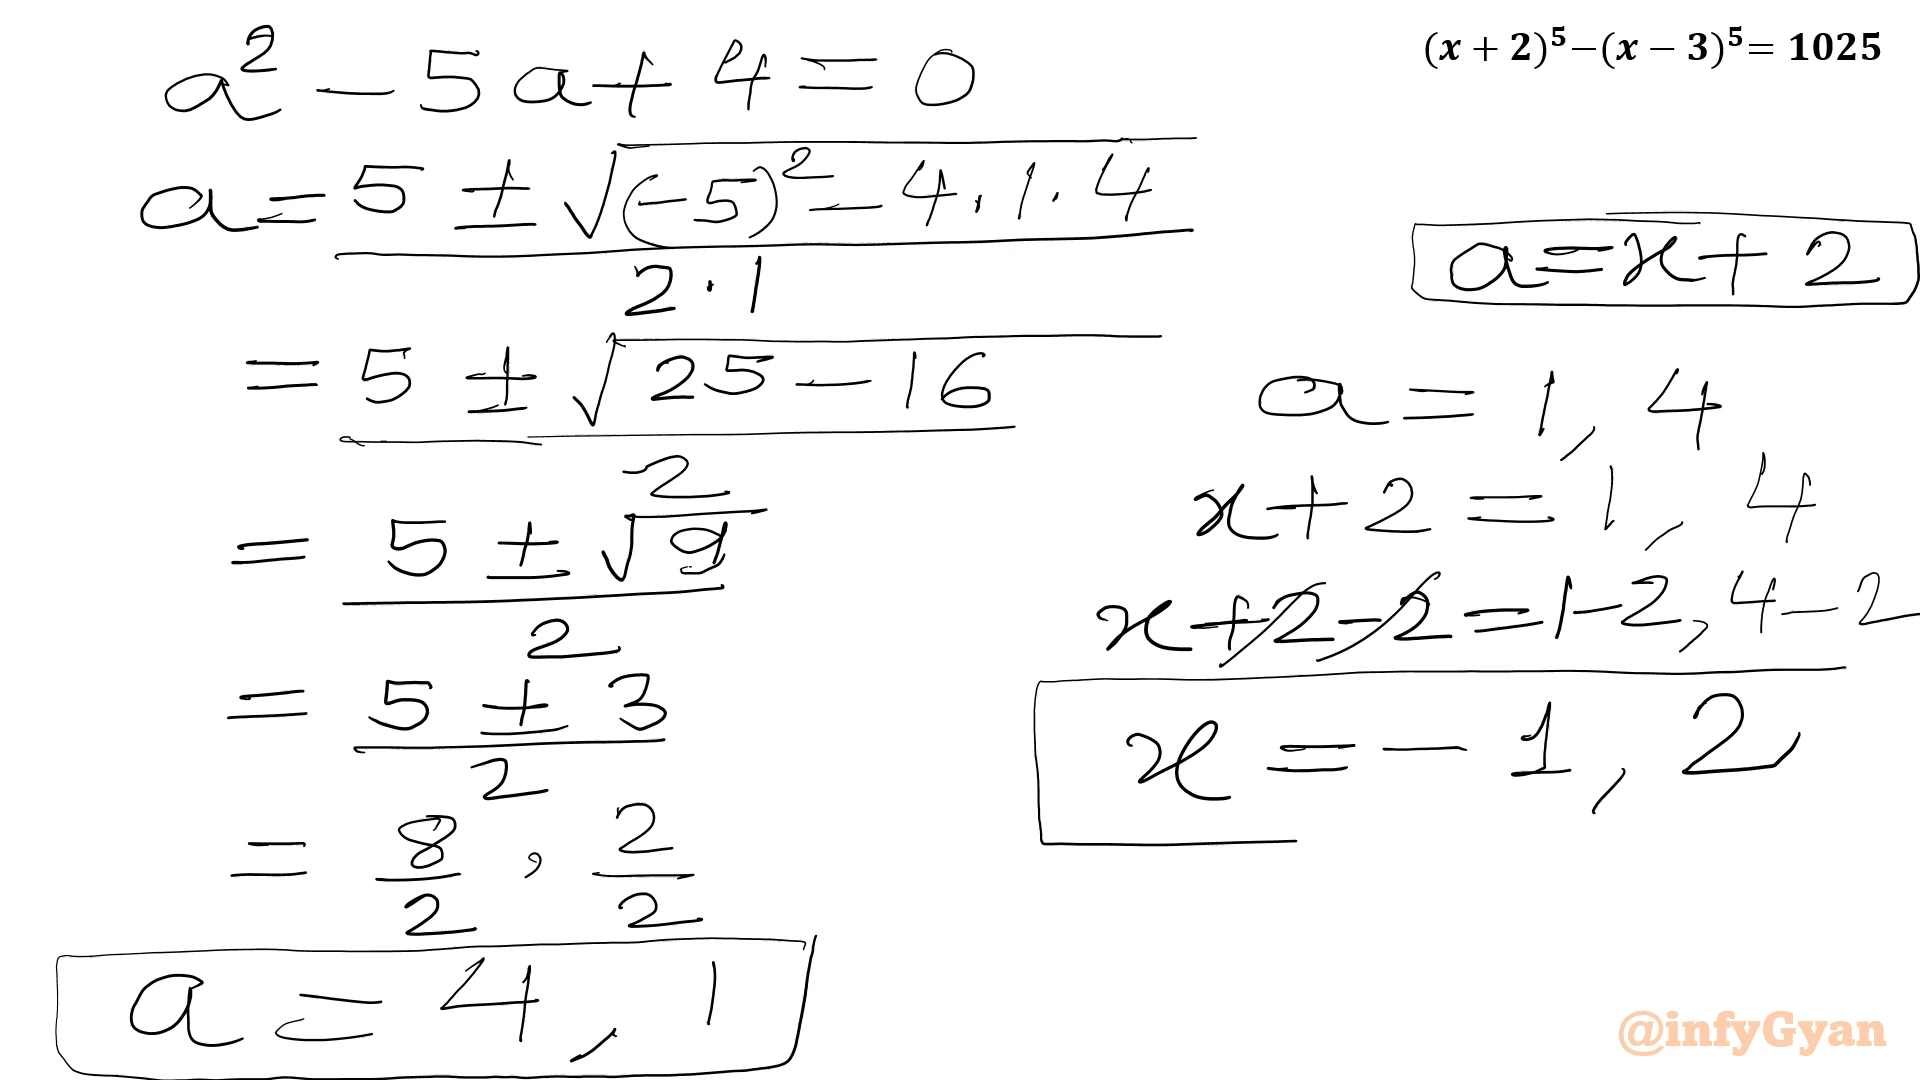 (x + 2)⁵−(x − 3)⁵= 1025
a² − 5a + 4 = 0
a = 5 ± √((−5)² − 4.1.4) / 2·1
= 5 ± √(25 − 16) / 2
= 5 ± √9 / 2
= 5 ± 3 / 2
= 8/2 , 2/2
a = 4 , 1
a = x + 2
a = 1 , 4
x + 2 = 1 , 4
x + 2 − 2 = 1 − 2 , 4 − 2
x = − 1 , 2
@infyGyan